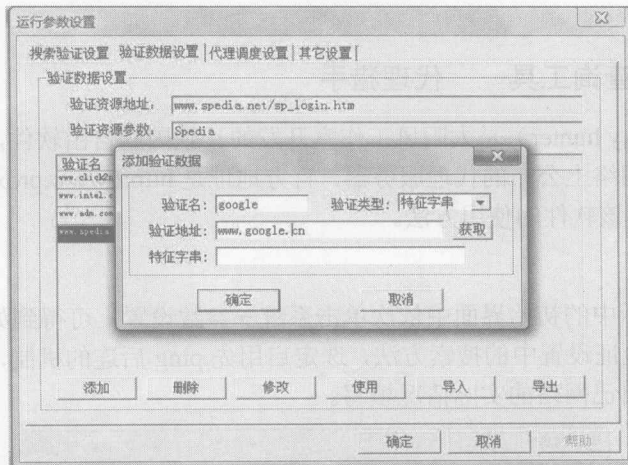 运行参数设置
搜索验证设置 验证数据设置 代理调度设置 其它设置
验证数据设置
验证资源地址: www.spedia.net/sp_login.htm
验证资源参数: Spedia
验证名
www.intel.c
www.adm.com
www.spedia
添加验证数据
验证名: google 验证类型: 特征字串
验证地址: www.google.cn 获取
特征字串:
确定 取消
添加 删除 修改 使用 导入 导出
确定 取消 帮助